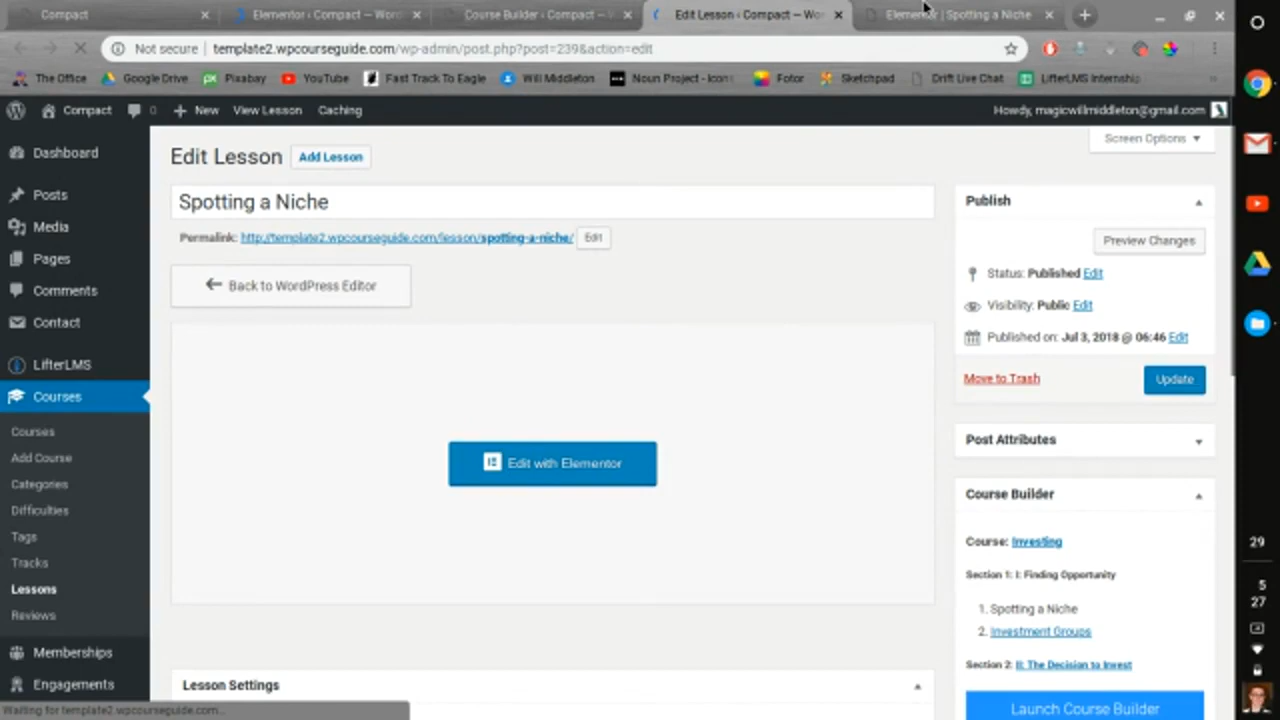 Compact
Elementor ‹ Compact — Wor
Course Builder ‹ Compact — V
Edit Lesson ‹ Compact — Wo
Elementor | Spotting a Niche
Not secure | template2.wpcourseguide.com/wp-admin/post.php?post=239&action=edit
The Office
Google Drive
Pixabay
YouTube
Fast Track To Eagle
Will Middleton
Noun Project - Icons
Fotor
Sketchpad
Drift Live Chat
LifterLMS Internship
Compact
0
New
View Lesson
Caching
Howdy, magicwillmiddleton@gmail.com
Screen Options
Dashboard
Posts
Media
Pages
Comments
Contact
LifterLMS
Courses
Courses
Add Course
Categories
Difficulties
Tags
Tracks
Lessons
Reviews
Memberships
Engagements
Edit Lesson
Add Lesson
Spotting a Niche
Permalink: http://template2.wpcourseguide.com/lesson/spotting-a-niche/ Edit
Back to WordPress Editor
Edit with Elementor
Lesson Settings
Publish
Preview Changes
Status: Published Edit
Visibility: Public Edit
Published on: Jul 3, 2018 @ 06:46 Edit
Move to Trash
Update
Post Attributes
Course Builder
Course: Investing
Section 1: I: Finding Opportunity
1. Spotting a Niche
2. Investment Groups
Section 2: II: The Decision to Invest
Launch Course Builder
Waiting for template2.wpcourseguide.com...
29
5
27